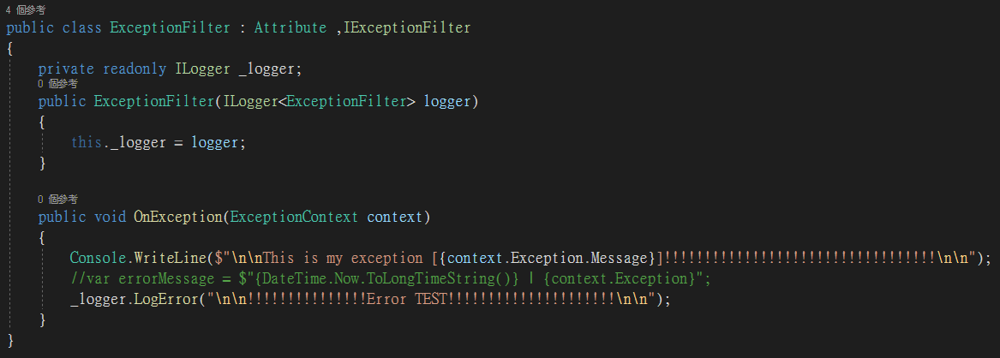 4 個參考
public class ExceptionFilter : Attribute ,IExceptionFilter
{
private readonly ILogger _logger;
0 個參考
public ExceptionFilter(ILogger<ExceptionFilter> logger)
{
this._logger = logger;
}
0 個參考
public void OnException(ExceptionContext context)
{
Console.WriteLine($"\n\nThis is my exception [{context.Exception.Message}]!!!!!!!!!!!!!!!!!!!!!!!!!!!!!!!!!!\n\n");
//var errorMessage = $"{DateTime.Now.ToLongTimeString()} | {context.Exception}";
_logger.LogError("\n\n!!!!!!!!!!!!!!!Error TEST!!!!!!!!!!!!!!!!!!!!!\n\n");
}
}